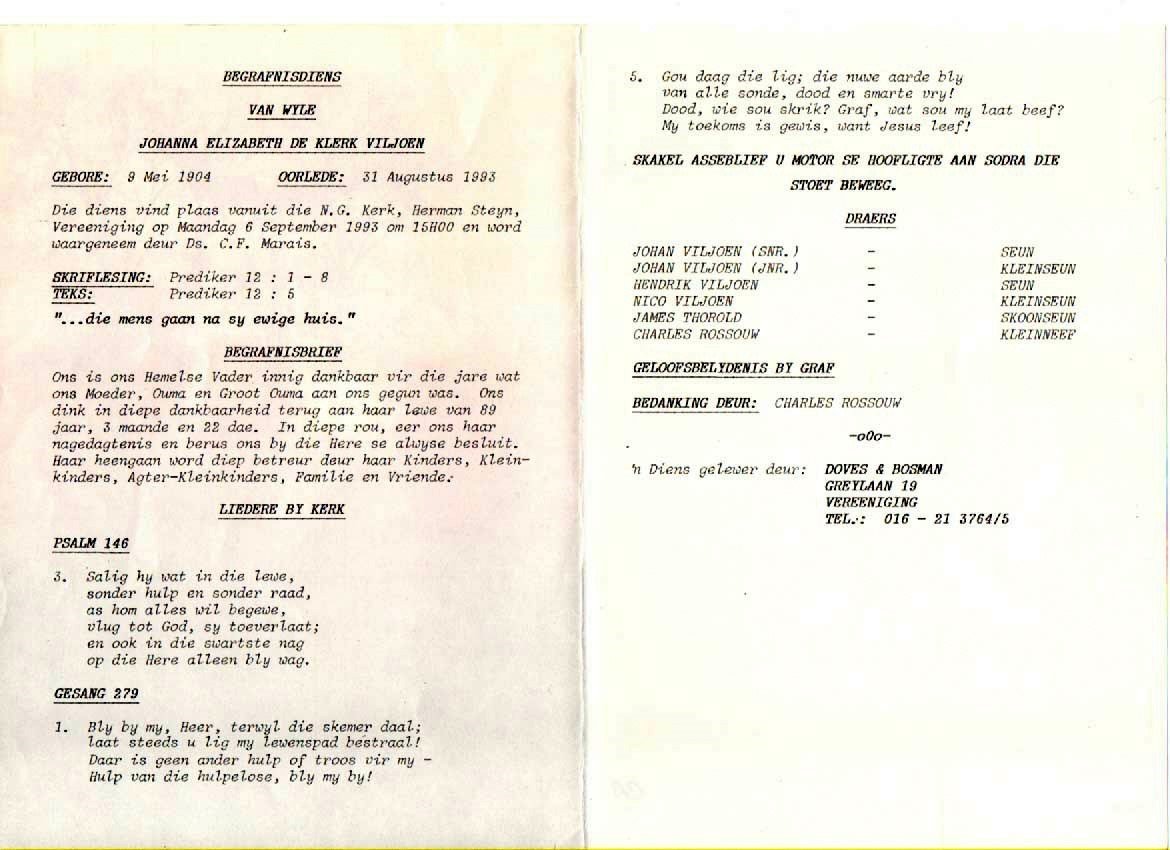 BEGRAFNISDIENS
VAN WYLE
JOHANNA ELIZABETH DE KLERK VILJOEN
GEBORE: 9 Mei 1904 OORLEDE: 31 Augustus 1993
Die diens vind plaas vanuit die N.G. Kerk, Herman Steyn,
Vereeniging op Maandag 6 September 1993 om 15H00 en word
waargeneem deur Ds. C.F. Marais.
SKRIFLESING: Prediker 12 : 1 - 8
TEKS: Prediker 12 : 5
"...die mens gaan na sy ewige huis."
BEGRAFNISBRIEF
Ons is ons Hemelse Vader innig dankbaar vir die jare wat
ons Moeder, Ouma en Groot Ouma aan ons gegun was. Ons
dink in diepe dankbaarheid terug aan haar lewe van 89
jaar, 3 maande en 22 dae. In diepe rou, eer ons haar
nagedagtenis en berus ons by die Here se alwyse besluit.
Haar heengaan word diep betreur deur haar Kinders, Klein-
kinders, Agter-Kleinkinders, Familie en Vriende.
LIEDERE BY KERK
PSALM 146
3. Salig hy wat in die lewe,
sonder hulp en sonder raad,
as hom alles wil begewe,
vlug tot God, sy toeverlaat;
en ook in die swartste nag
op die Here alleen bly wag.
GESANG 279
1. Bly by my, Heer, terwyl die skemer daal;
laat steeds u lig my lewenspad bestraal!
Daar is geen ander hulp of troos vir my -
Hulp van die hulpelose, bly my by!
5. Gou daag die lig; die nuwe aarde bly
van alle sonde, dood en smarte vry!
Dood, wie sou skrik? Graf, wat sou my laat beef?
My toekoms is gewis, want Jesus leef!
SKAKEL ASSEBLIEF U MOTOR SE HOOFLIGTE AAN SODRA DIE
STOET BEWEEG.
DRAERS
JOHAN VILJOEN (SNR.) - SEUN
JOHAN VILJOEN (JNR.) - KLEINSEUN
HENDRIK VILJOEN - SEUN
NICO VILJOEN - KLEINSEUN
JAMES THOROLD - SKOONSEUN
CHARLES ROSSOUW - KLEINNEEF
GELOOFSBELYDENIS BY GRAF
BEDANKING DEUR: CHARLES ROSSOUW
-oOo-
'n Diens gelewer deur: DOVES & BOSMAN
GREYLAAN 19
VEREENIGING
TEL.: 016 - 21 3764/5